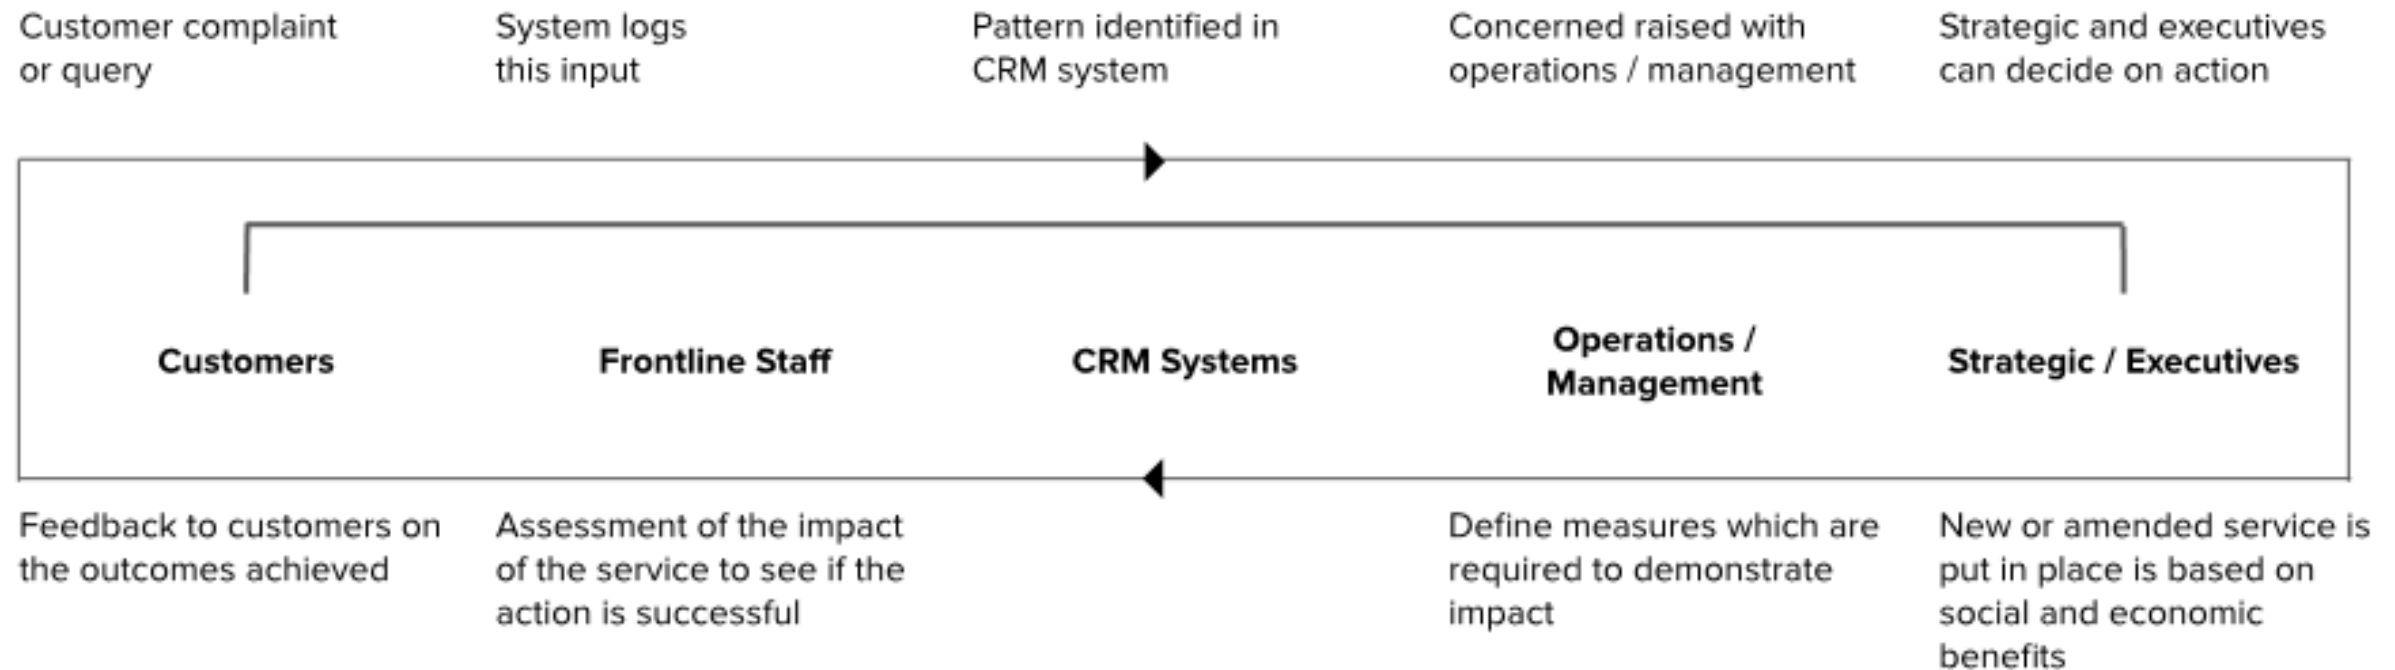 Customer complaint
or query
System logs
this input
Pattern identified in
CRM system
Concerned raised with
operations / management
Strategic and executives
can decide on action
Customers
Frontline Staff
CRM Systems
Operations /
Management
Strategic / Executives
Feedback to customers on
the outcomes achieved
Assessment of the impact
of the service to see if the
action is successful
Define measures which are
required to demonstrate
impact
New or amended service is
put in place is based on
social and economic
benefits